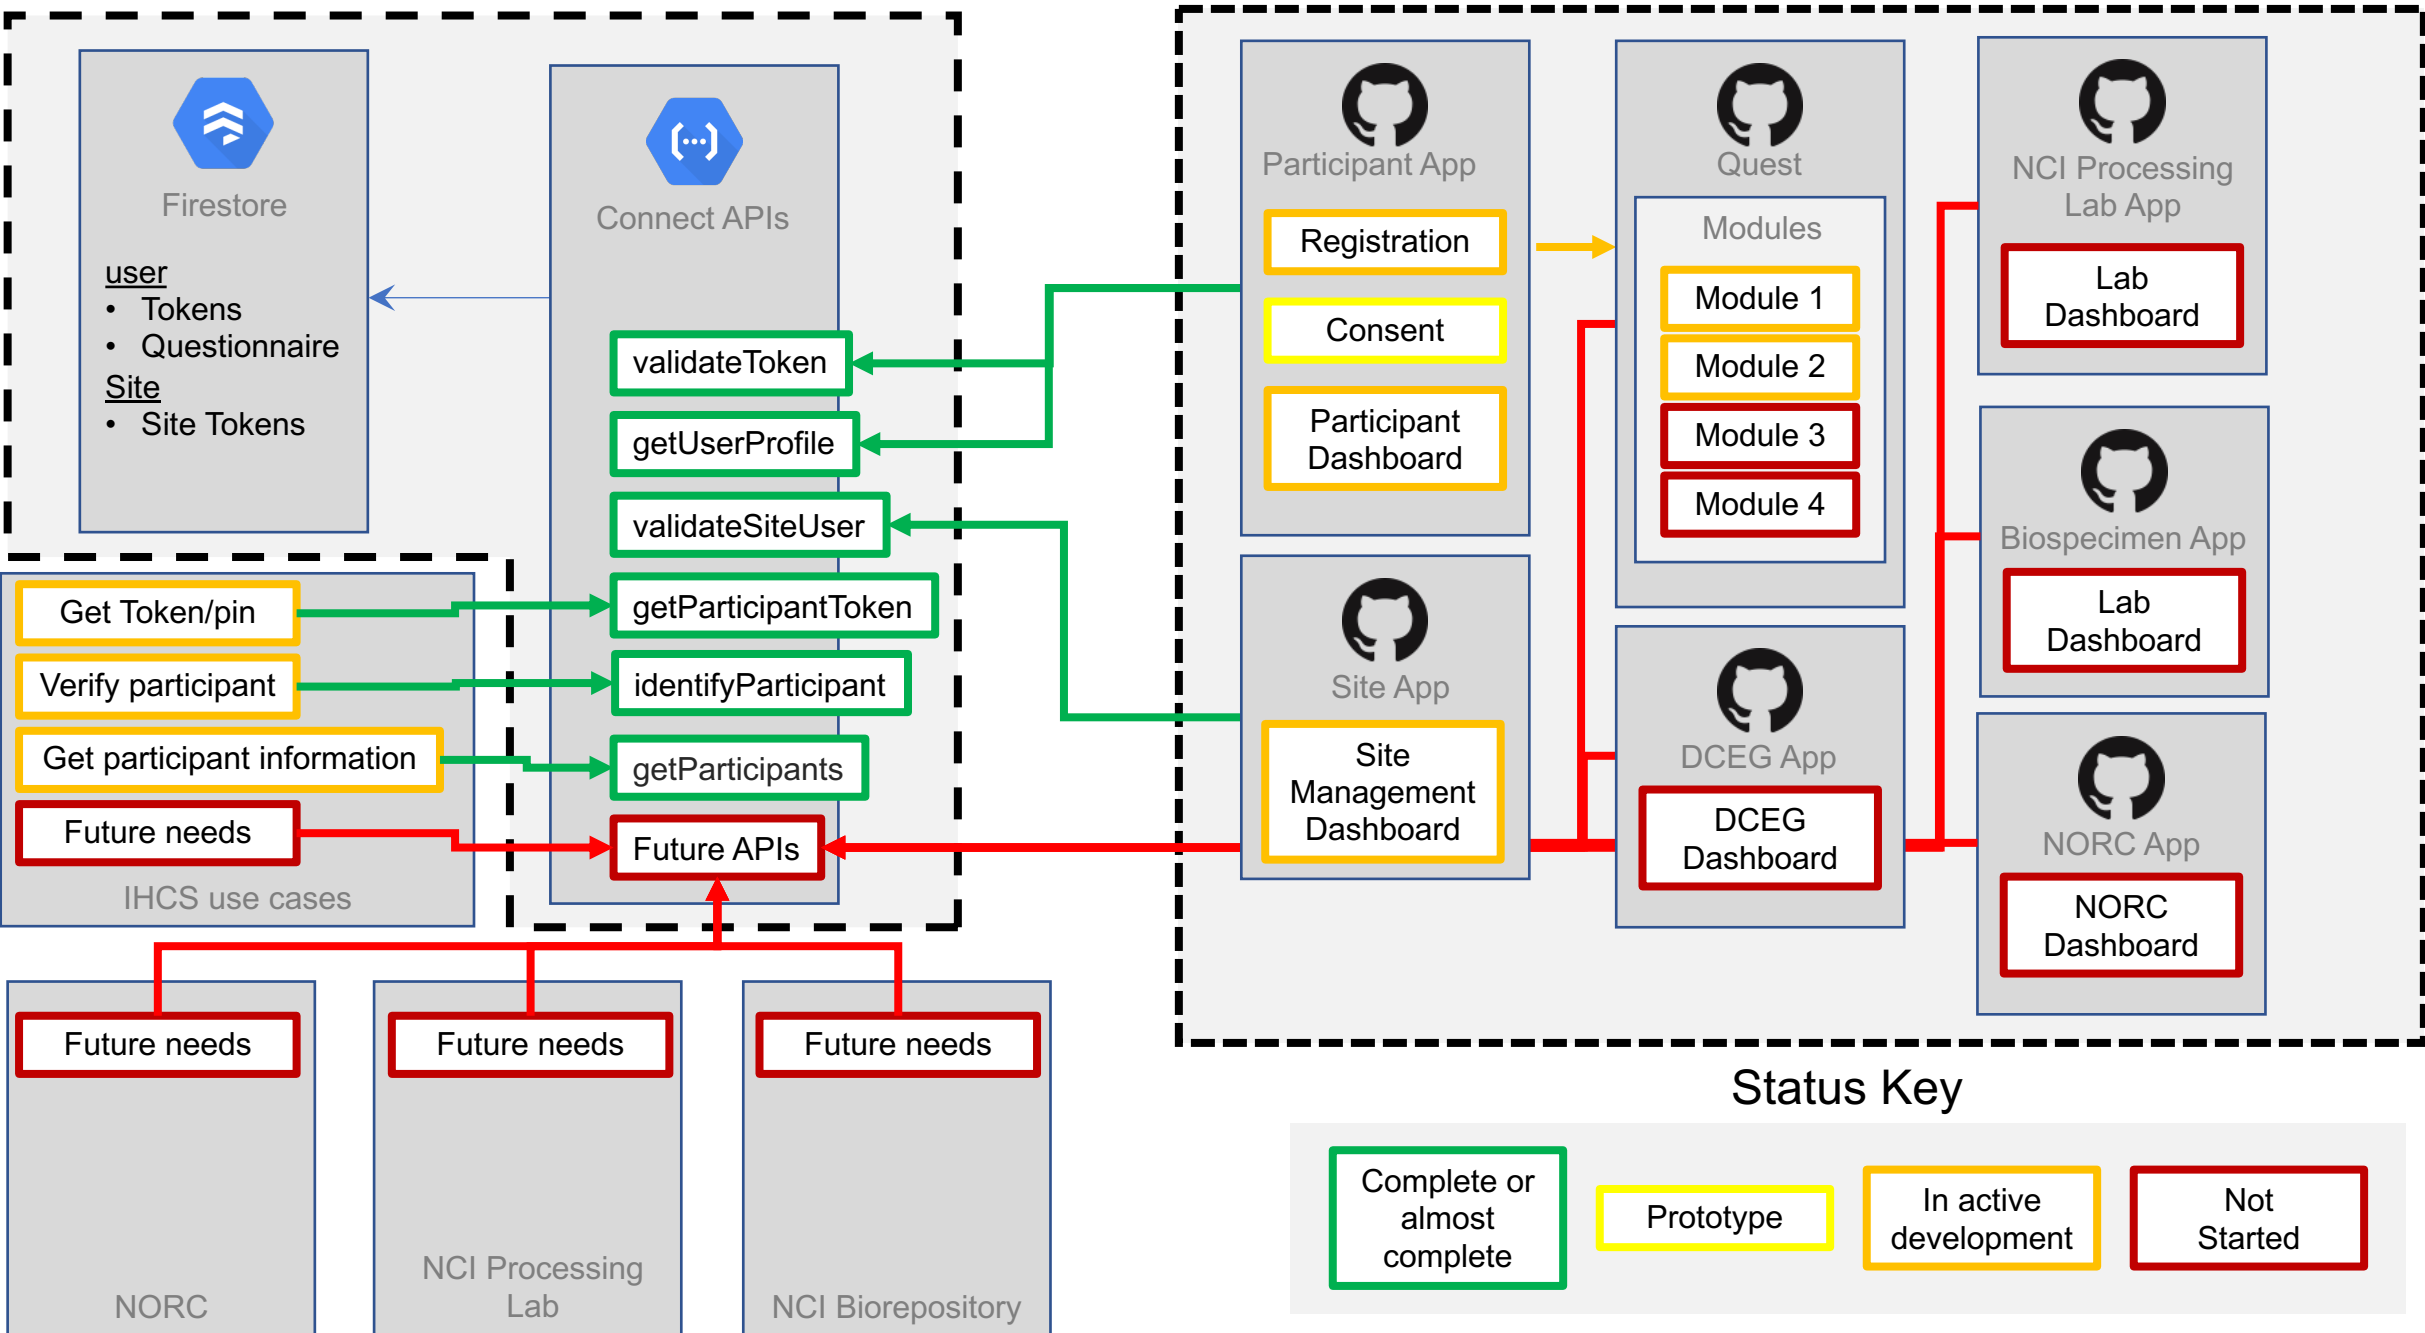 Firestore
user
• Tokens
• Questionnaire
Site
• Site Tokens
Connect APIs
validateToken
getUserProfile
validateSiteUser
getParticipantToken
identifyParticipant
getParticipants
Future APIs
Get Token/pin
Verify participant
Get participant information
Future needs
IHCS use cases
Future needs
NORC
Future needs
NCI Processing
Lab
Future needs
NCI Biorepository
Participant App
Registration
Consent
Participant
Dashboard
Site App
Site
Management
Dashboard
Quest
Modules
Module 1
Module 2
Module 3
Module 4
DCEG App
DCEG
Dashboard
NCI Processing
Lab App
Lab
Dashboard
Biospecimen App
Lab
Dashboard
NORC App
NORC
Dashboard
Status Key
Complete or
almost
complete
Prototype
In active
development
Not
Started